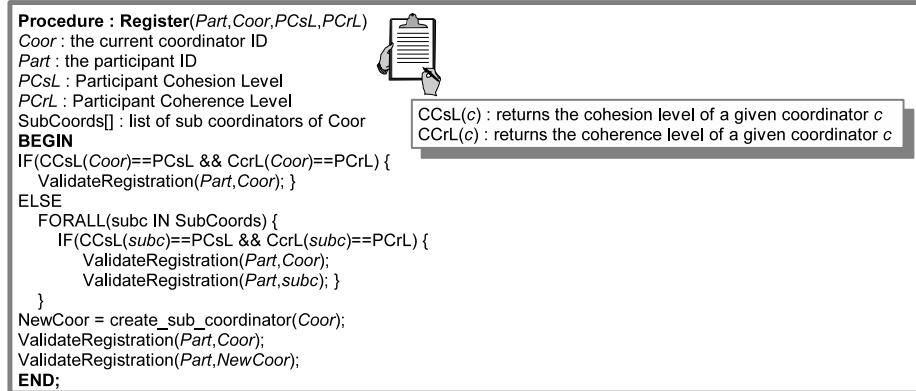 Procedure : Register(Part,Coor,PCsL,PCrL)
Coor : the current coordinator ID
Part : the participant ID
PCsL : Participant Cohesion Level
PCrL : Participant Coherence Level
SubCoords[] : list of sub coordinators of Coor
CCsL(c) : returns the cohesion level of a given coordinator c
CCrL(c) : returns the coherence level of a given coordinator c
BEGIN
IF(CCsL(Coor)==PCsL && CcrL(Coor)==PCrL) {
ValidateRegistration(Part,Coor); }
ELSE
FORALL(subc IN SubCoords) {
IF(CCsL(subc)==PCsL && CcrL(subc)==PCrL) {
ValidateRegistration(Part,Coor);
ValidateRegistration(Part,subc); }
}
NewCoor = create_sub_coordinator(Coor);
ValidateRegistration(Part,Coor);
ValidateRegistration(Part,NewCoor);
END;